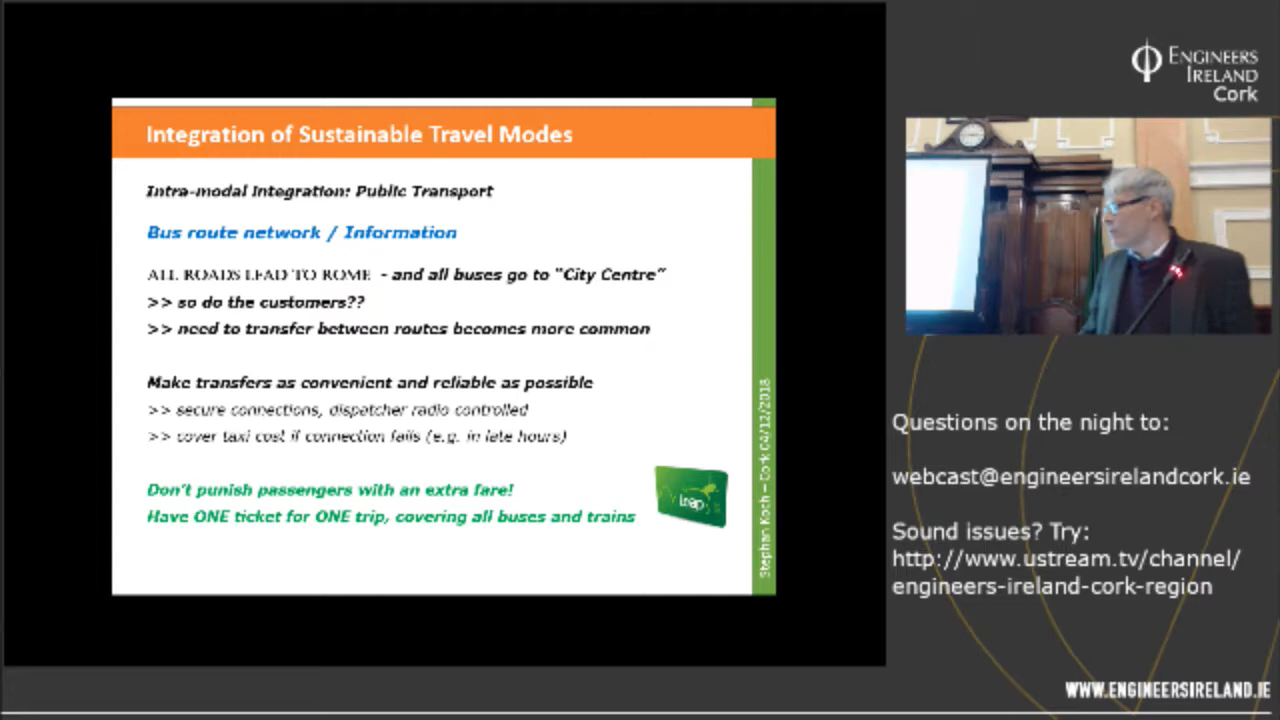 Integration of Sustainable Travel Modes
Intra-modal Integration: Public Transport
Bus route network / Information
ALL ROADS LEAD TO ROME - and all buses go to "City Centre"
>> so do the customers??
>> need to transfer between routes becomes more common
Make transfers as convenient and reliable as possible
>> secure connections, dispatcher radio controlled
>> cover taxi cost if connection fails (e.g. in late hours)
Don't punish passengers with an extra fare!
Have ONE ticket for ONE trip, covering all buses and trains
leap
Stephan Koch – Cork 04/12/2018
ENGINEERS
IRELAND
Cork
Questions on the night to:
webcast@engineersirelandcork.ie
Sound issues? Try:
http://www.ustream.tv/channel/
engineers-ireland-cork-region
WWW.ENGINEERSIRELAND.IE